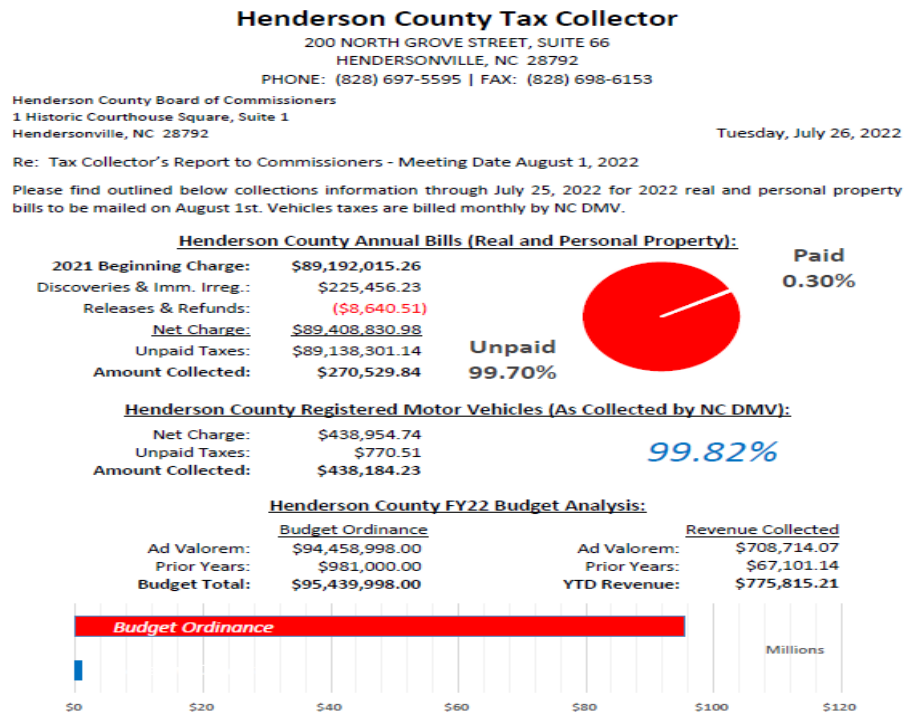 Henderson County Tax Collector
200 NORTH GROVE STREET, SUITE 66
HENDERSONVILLE, NC 28792
PHONE: (828) 697-5595 | FAX: (828) 698-6153
Henderson County Board of Commissioners
1 Historic Courthouse Square, Suite 1
Hendersonville, NC 28792 Tuesday, July 26, 2022
Re: Tax Collector's Report to Commissioners - Meeting Date August 1, 2022
Please find outlined below collections information through July 25, 2022 for 2022 real and personal property
bills to be mailed on August 1st. Vehicles taxes are billed monthly by NC DMV.
Henderson County Annual Bills (Real and Personal Property):
2021 Beginning Charge: $89,192,015.26
Discoveries & Imm. Irreg.: $225,456.23
Releases & Refunds: ($8,640.51)
Net Charge: $89,408,830.98
Unpaid Taxes: $89,138,301.14
Amount Collected: $270,529.84
Paid
0.30%
Unpaid
99.70%
Henderson County Registered Motor Vehicles (As Collected by NC DMV):
Net Charge: $438,954.74
Unpaid Taxes: $770.51
Amount Collected: $438,184.23
99.82%
Henderson County FY22 Budget Analysis:
Budget Ordinance Revenue Collected
Ad Valorem: $94,458,998.00 Ad Valorem: $708,714.07
Prior Years: $981,000.00 Prior Years: $67,101.14
Budget Total: $95,439,998.00 YTD Revenue: $775,815.21
Budget Ordinance
Millions
$0 $20 $40 $60 $80 $100 $120